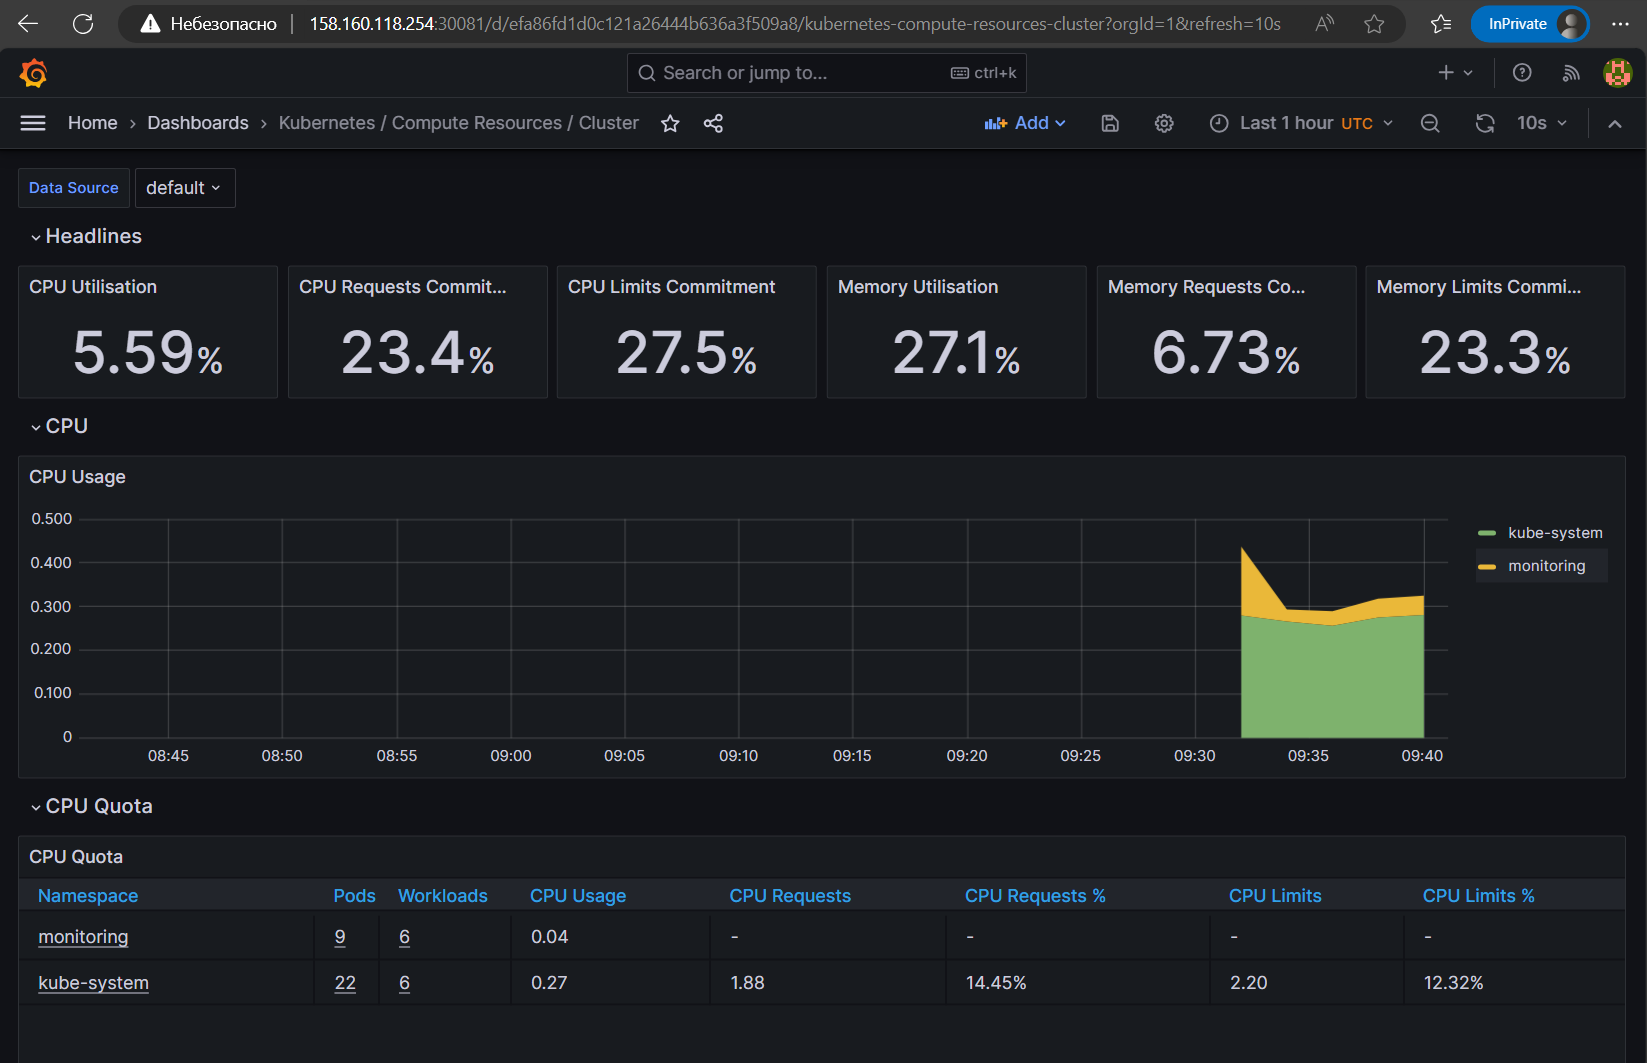 Небезопасно 158.160.118.254:30081/d/efa86fd1d0c121a26444b636a3f509a8/kubernetes-compute-resources-cluster?orgId=1&refresh=10s InPrivate
Search or jump to... ctrl+k
Home › Dashboards › Kubernetes / Compute Resources / Cluster Add Last 1 hour UTC 10s
Data Source default
Headlines
CPU Utilisation CPU Requests Commit... CPU Limits Commitment Memory Utilisation Memory Requests Co... Memory Limits Commi...
5.59% 23.4% 27.5% 27.1% 6.73% 23.3%
CPU
CPU Usage
0.500
0.400
0.300
0.200
0.100
0
08:45 08:50 08:55 09:00 09:05 09:10 09:15 09:20 09:25 09:30 09:35 09:40
kube-system
monitoring
CPU Quota
CPU Quota
Namespace Pods Workloads CPU Usage CPU Requests CPU Requests % CPU Limits CPU Limits %
monitoring 9 6 0.04 - - - -
kube-system 22 6 0.27 1.88 14.45% 2.20 12.32%